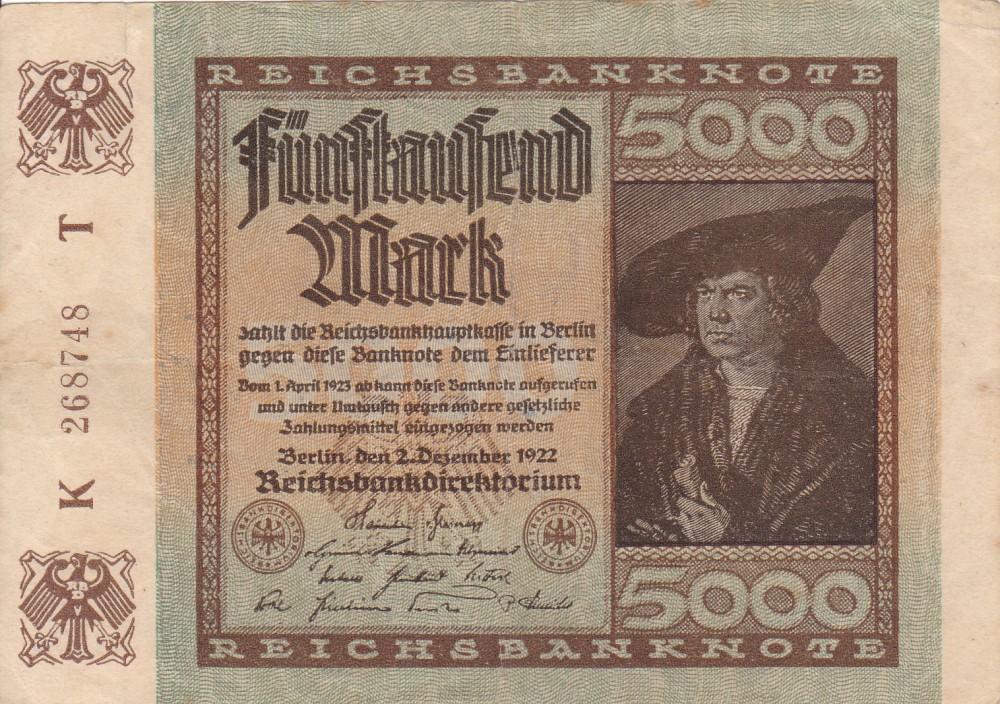 REICHSBANKNOTE
5000
Fünftausend
Mark
zahlt die Reichsbankhauptkasse in Berlin
gegen diese Banknote dem Einlieferer
Vom 1. April 1923 ab kann diese Banknote aufgerufen
und unter Umtausch gegen andere gesetzliche
Zahlungsmittel eingezogen werden
Berlin, den 2. Dezember 1922
Reichsbankdirektorium
5000
REICHSBANKNOTE
K 268748 T